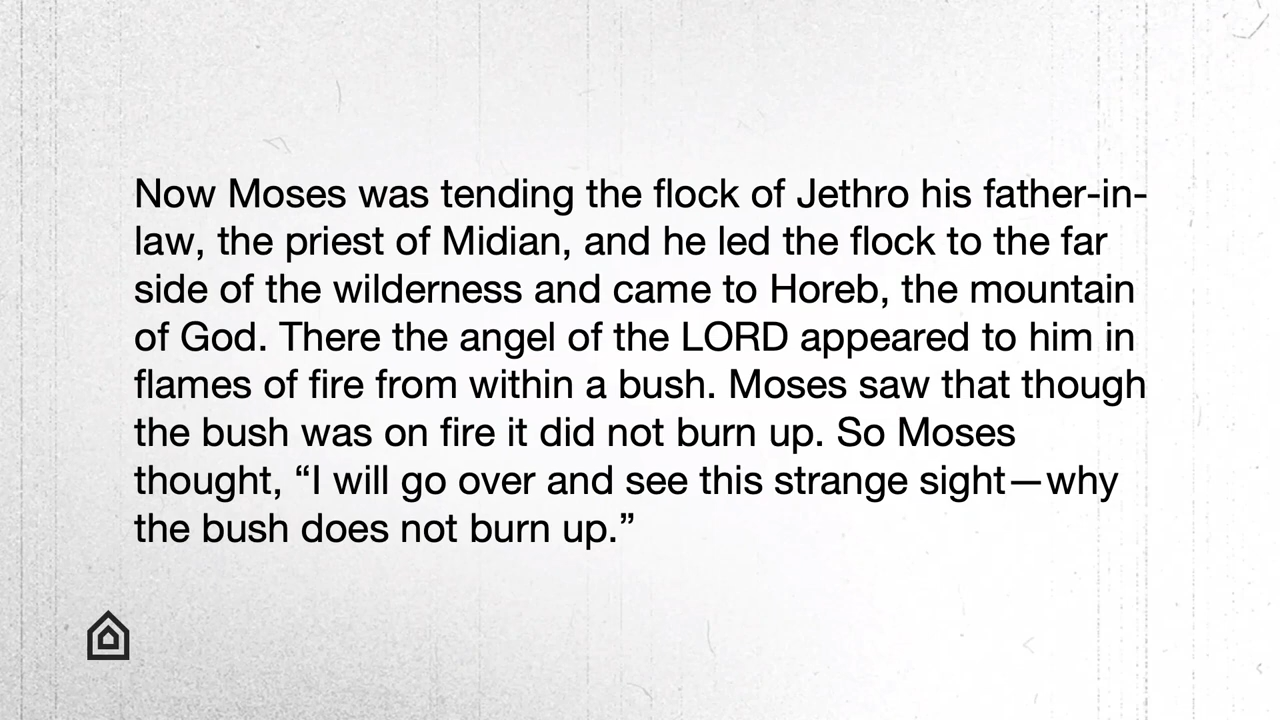 Now Moses was tending the flock of Jethro his father-in-
law, the priest of Midian, and he led the flock to the far
side of the wilderness and came to Horeb, the mountain
of God. There the angel of the LORD appeared to him in
flames of fire from within a bush. Moses saw that though
the bush was on fire it did not burn up. So Moses
thought, “I will go over and see this strange sight—why
the bush does not burn up.”